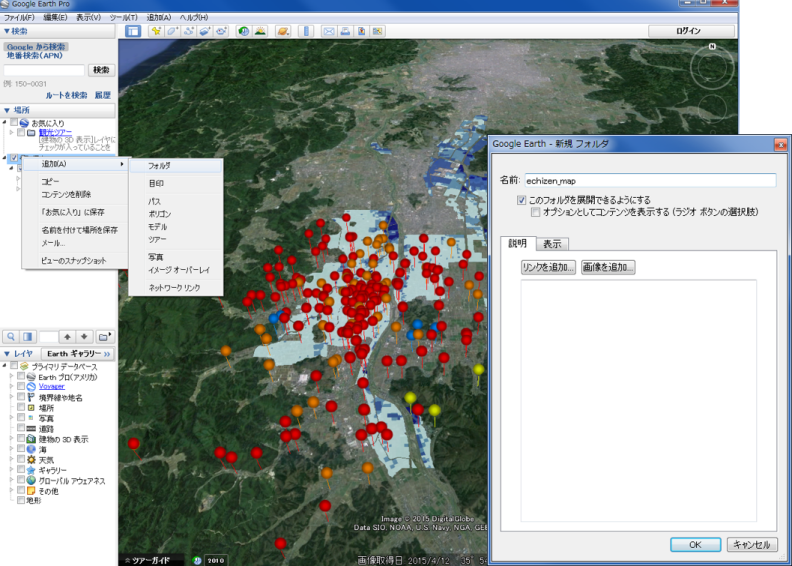 Google Earth Pro
ファイル(F) 編集(E) 表示(V) ツール(T) 追加(A) ヘルプ(H)
▼検索
Google から検索
地番検索(APN)
検索
例: 150-0031
ルートを検索 履歴
ログイン
N
▼ 場所
お気に入り
観光ツアー
[建物の 3D 表示]レイヤに
チェックが入っていることを
追加(A)
コピー
コンテンツを削除
「お気に入り」に保存
名前を付けて場所を保存
メール...
ビューのスナップショット
フォルダ
目印
パス
ポリゴン
モデル
ツアー
写真
イメージ オーバーレイ
ネットワークリンク
▼ レイヤ Earth ギャラリー >>
プライマリ データベース
Earth プロ(アメリカ)
Voyager
境界線や地名
場所
写真
道路
建物の 3D 表示
海
天気
ギャラリー
グローバル アウェアネス
その他
地形
Image © 2015 DigitalGlobe
Data SIO, NOAA, U.S. Navy, NGA, GEB
ツアーガイド
2010
画像取得日 2015/4/12 35° 5
Google Earth - 新規 フォルダ
名前: echizen_map
このフォルダを展開できるようにする
オプションとしてコンテンツを表示する (ラジオ ボタンの選択肢)
説明 表示
リンクを追加... 画像を追加...
OK キャンセル